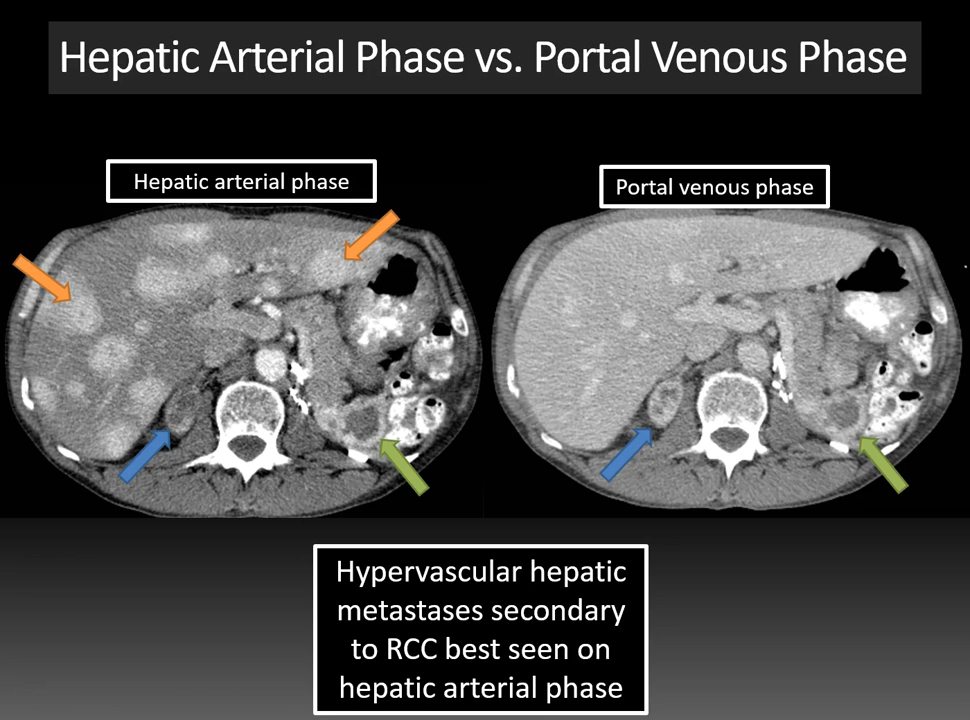 Hepatic Arterial Phase vs. Portal Venous Phase
Hepatic arterial phase
Portal venous phase
Hypervascular hepatic
metastases secondary
to RCC best seen on
hepatic arterial phase